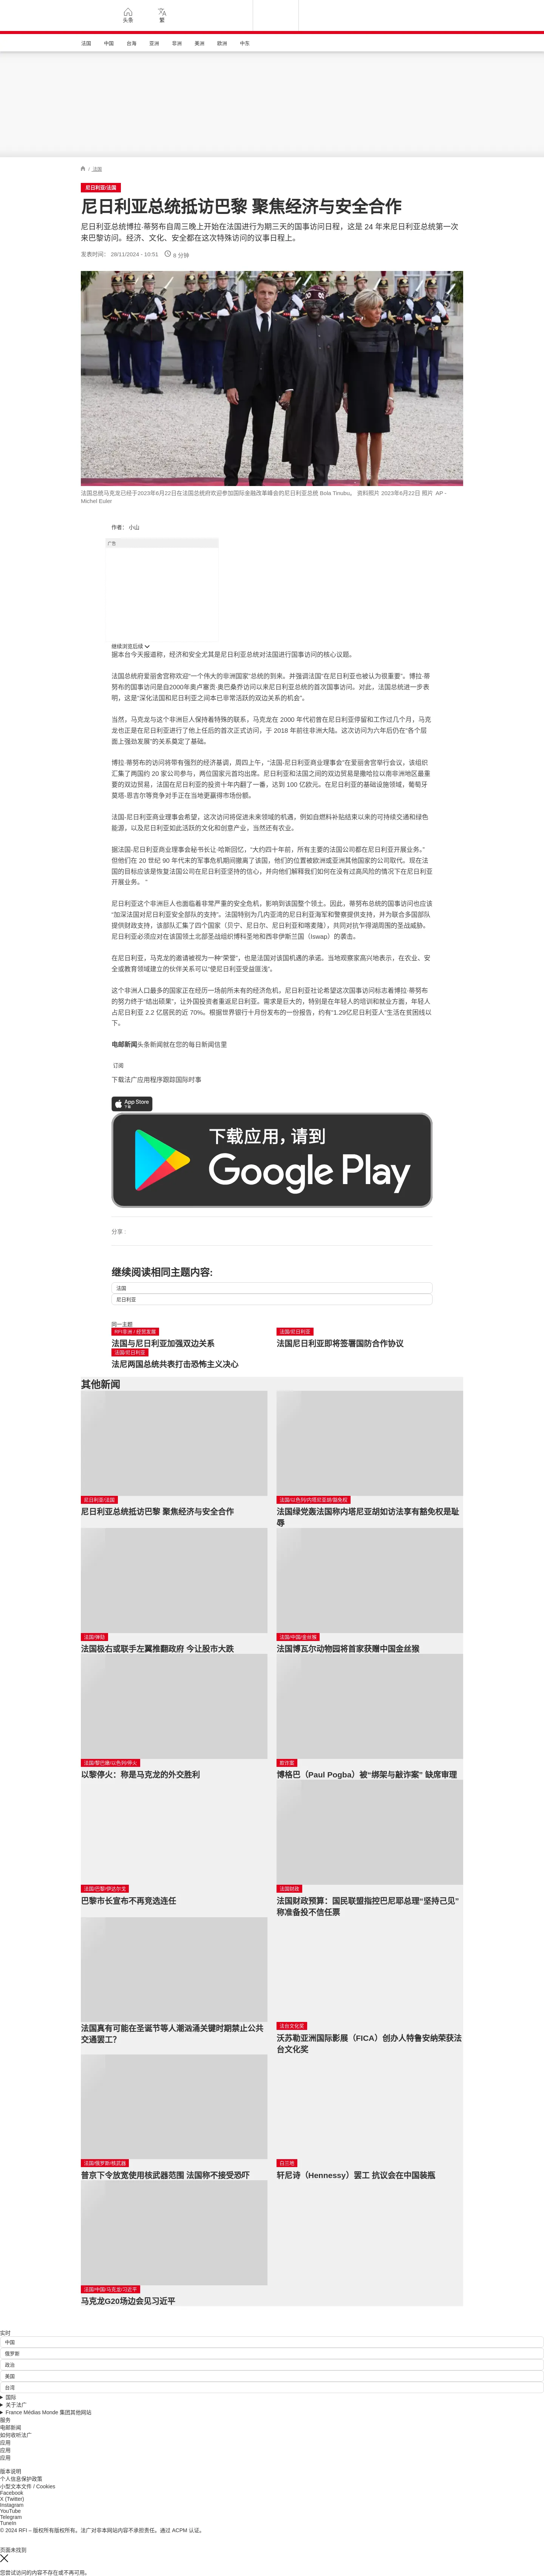 头条
繁
法国
中国
台海
亚洲
非洲
美洲
欧洲
中东
/ 法国
尼日利亚/法国
尼日利亚总统抵访巴黎 聚焦经济与安全合作
尼日利亚总统博拉·蒂努布自周三晚上开始在法国进行为期三天的国事访问日程，这是 24 年来尼日利亚总统第一次
来巴黎访问。经济、文化、安全都在这次特殊访问的议事日程上。
发表时间： 28/11/2024 - 10:51
6 分钟
法国总统马克龙已经于2023年6月22日在法国总统府欢迎参加国际金融改革峰会的尼日利亚总统 Bola Tinubu。 资料照片 2023年6月22日 照片 AP -
Michel Euler
作者： 小山
广告
继续浏览后续
据本台今天报道称，经济和安全尤其是尼日利亚总统对法国进行国事访问的核心议题。
法国总统府爱丽舍宫称欢迎“一个伟大的非洲国家”总统的到来。并强调法国“在尼日利亚也被认为很重要”。博拉·蒂
努布的国事访问是自2000年奥卢塞贡·奥巴桑乔访问以来尼日利亚总统的首次国事访问。对此，法国总统进一步表
明，是“深化法国和尼日利亚之间本已非常活跃的双边关系的机会”。
当然，马克龙与这个非洲巨人保持着特殊的联系，马克龙在 2000 年代初曾在尼日利亚停留和工作过几个月，马克
龙也正是在尼日利亚进行了他上任后的首次正式访问，于 2018 年前往非洲大陆。这次访问为六年后仍在“各个层
面上强劲发展”的关系奠定了基础。
博拉·蒂努布的访问将带有强烈的经济基调，周四上午，“法国-尼日利亚商业理事会”在爱丽舍宫举行会议，该组织
汇集了两国约 20 家公司参与，两位国家元首均出席。尼日利亚和法国之间的双边贸易是撒哈拉以南非洲地区最重
要的双边贸易，法国在尼日利亚的投资十年内翻了一番，达到 100 亿欧元。在尼日利亚的基础设施领域，葡萄牙
莫塔·恩吉尔等竞争对手正在当地更赢得市场份额。
法国-尼日利亚商业理事会希望，这次访问将促进未来领域的机遇，例如自燃料补贴结束以来的可持续交通和绿色
能源，以及尼日利亚如此活跃的文化和创意产业，当然还有农业。
据法国-尼日利亚商业理事会秘书长让·哈斯回忆，“大约四十年前，所有主要的法国公司都在尼日利亚开展业务。”
但他们在 20 世纪 90 年代末的军事危机期间撤离了该国，他们的位置被欧洲或亚洲其他国家的公司取代。现在法
国的目标应该是恢复法国公司在尼日利亚坚持的信心，并向他们解释我们如何在没有过高风险的情况下在尼日利亚
开展业务。 ”
尼日利亚这个非洲巨人也面临着非常严重的安全危机，影响到该国整个领土。因此，蒂努布总统的国事访问也应该
“加深法国对尼日利亚安全部队的支持”。法国特别为几内亚湾的尼日利亚海军和警察提供支持，并为联合多国部队
提供财政支持，该部队汇集了四个国家（贝宁、尼日尔、尼日利亚和喀麦隆），共同对抗乍得湖周围的圣战威胁。
尼日利亚必须应对在该国领土北部圣战组织博科圣地和西非伊斯兰国（Iswap）的袭击。
在尼日利亚，马克龙的邀请被视为一种“荣誉”，也是法国对该国机遇的承诺。当地观察家高兴地表示，在农业、安
全或教育领域建立的伙伴关系可以“使尼日利亚受益匪浅”。
这个非洲人口最多的国家正在经历一场前所未有的经济危机，尼日利亚社论希望这次国事访问标志着博拉·蒂努布
的努力终于“结出硕果”，让外国投资者重返尼日利亚。需求是巨大的，特别是在年轻人的培训和就业方面，年轻人
占尼日利亚 2.2 亿居民的近 70%。根据世界银行十月份发布的一份报告，约有“1.29亿尼日利亚人”生活在贫困线以
下。
电邮新闻头条新闻就在您的每日新闻信里
订阅
下载法广应用程序跟踪国际时事
App Store
下载应用，请到
Google Play
分享 :
继续阅读相同主题内容:
法国
尼日利亚
同一主题
RFI非洲 / 经贸发展
法国与尼日利亚加强双边关系
法国/尼日利亚
法国尼日利亚即将签署国防合作协议
法国/尼日利亚
法尼两国总统共表打击恐怖主义决心
其他新闻
尼日利亚/法国
尼日利亚总统抵访巴黎 聚焦经济与安全合作
法国/以色列/内塔尼亚胡/豁免权
法国绿党轰法国称内塔尼亚胡如访法享有豁免权是耻
辱
法国/弹劾
法国极右或联手左翼推翻政府 今让股市大跌
法国/中国/金丝猴
法国博瓦尔动物园将首家获赠中国金丝猴
法国/黎巴嫩/以色列/停火
以黎停火：称是马克龙的外交胜利
欺诈案
博格巴（Paul Pogba）被“绑架与敲诈案” 缺席审理
法国/巴黎/伊达尔戈
巴黎市长宣布不再竞选连任
法国财政
法国财政预算：国民联盟指控巴尼耶总理“坚持己见”
称准备投不信任票
法国真有可能在圣诞节等人潮汹涌关键时期禁止公共
交通罢工？
法台文化奖
沃苏勒亚洲国际影展（FICA）创办人特鲁安纳荣获法
台文化奖
法国/俄罗斯/核武器
普京下令放宽使用核武器范围 法国称不接受恐吓
白兰地
轩尼诗（Hennessy）罢工 抗议会在中国装瓶
法国/中国/马克龙/习近平
马克龙G20场边会见习近平
实时
中国
俄罗斯
政治
美国
台湾
国际
关于法广
France Médias Monde 集团其他网站
服务
电邮新闻
如何收听法广
应用
应用
应用
版本说明
个人信息保护政策
小型文本文件 / Cookies
Facebook
X (Twitter)
Instagram
YouTube
Telegram
TuneIn
© 2024 RFI – 版权所有版权所有。法广对非本网站内容不承担责任。通过 ACPM 认证。
页面未找到
您尝试访问的内容不存在或不再可用。